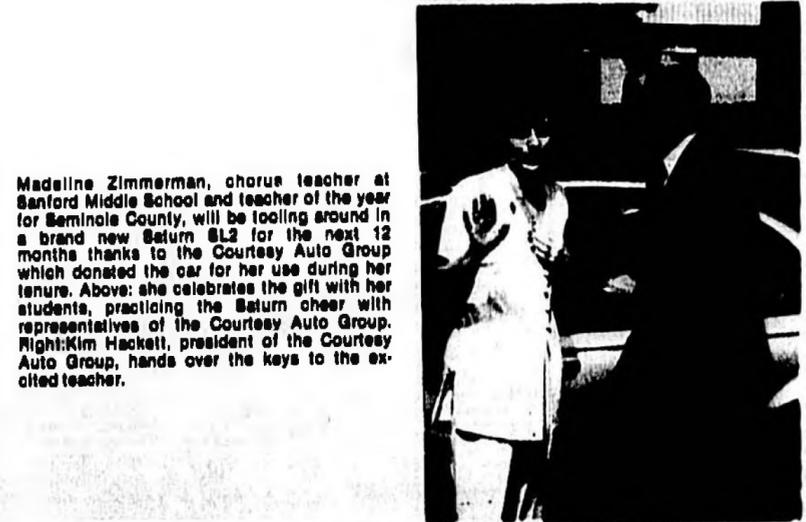 Madeline Zimmerman, chorus teacher at
Sanford Middle School and teacher of the year
for Seminole County, will be tooling around in
a brand new Saturn SL2 for the next 12
months thanks to the Courtesy Auto Group
which donated the car for her use during her
tenure. Above: she celebrates the gift with her
students, practicing the Saturn cheer with
representatives of the Courtesy Auto Group.
Right:Kim Hackett, president of the Courtesy
Auto Group, hands over the keys to the ex-
cited teacher.